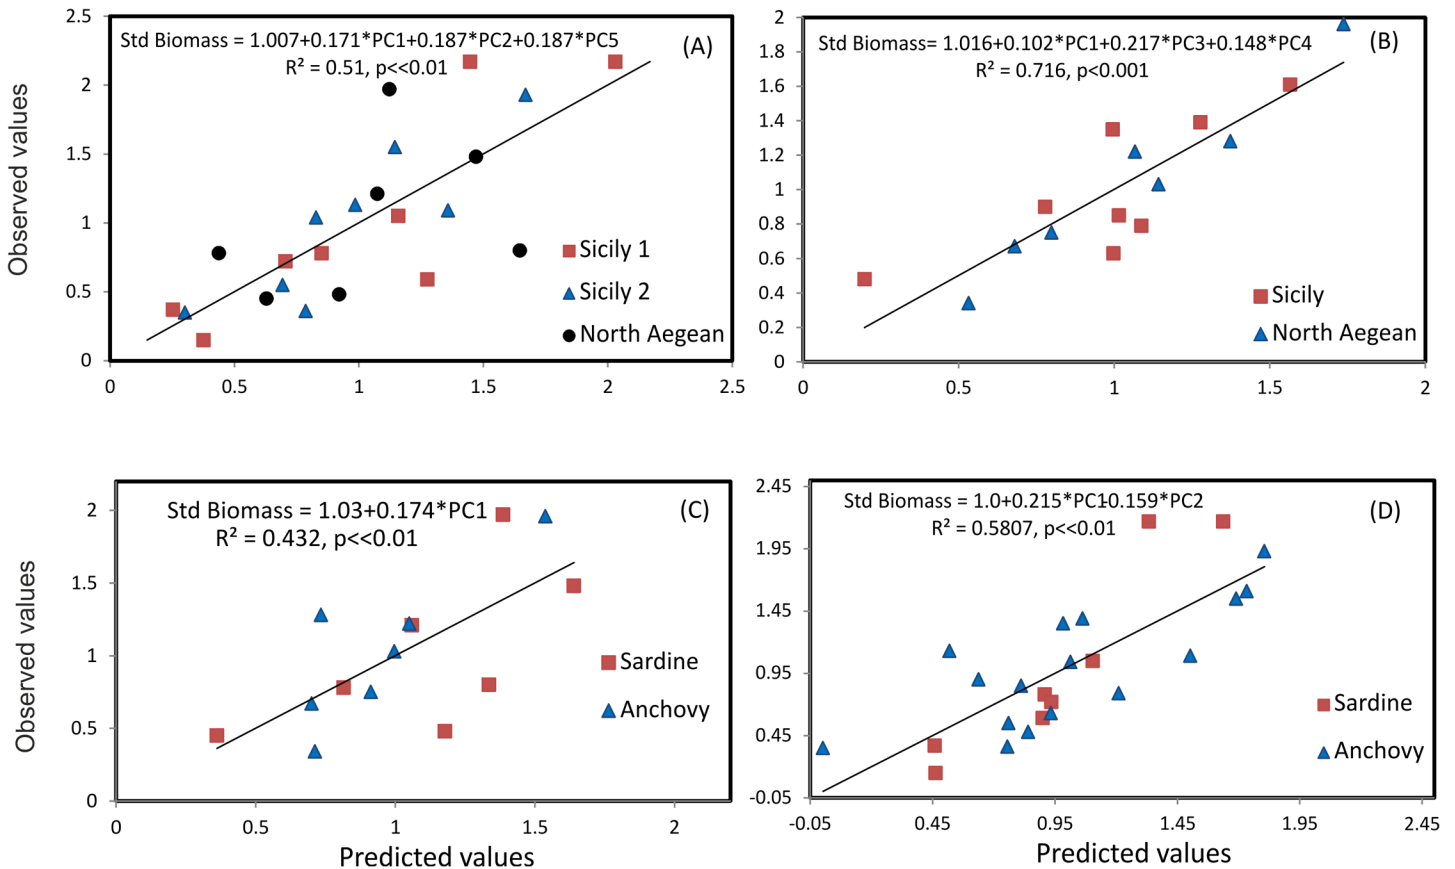 2.5
Std Biomass = 1.007+0.171*PC1+0.187*PC2+0.187*PC5
(A)
R² = 0.51, p<<0.01
2
1.5
1
0.5
0
0 0.5 1 1.5 2 2.5
Observed values
Sicily 1
Sicily 2
North Aegean
2
Std Biomass= 1.016+0.102*PC1+0.217*PC3+0.148*PC4
(B)
R² = 0.716, p<0.001
1.8
1.6
1.4
1.2
1
0.8
0.6
0.4
0.2
0
0 0.5 1 1.5 2
Sicily
North Aegean
Std Biomass = 1.03+0.174*PC1
(C)
R² = 0.432, p<<0.01
2
1.5
1
0.5
0
0 0.5 1 1.5 2
Observed values
Predicted values
Sardine
Anchovy
2.45
Std Biomass = 1.0+0.215*PC1-0.159*PC2
(D)
R² = 0.5807, p<<0.01
1.95
1.45
0.95
0.45
-0.05
-0.05 0.45 0.95 1.45 1.95 2.45
Predicted values
Sardine
Anchovy